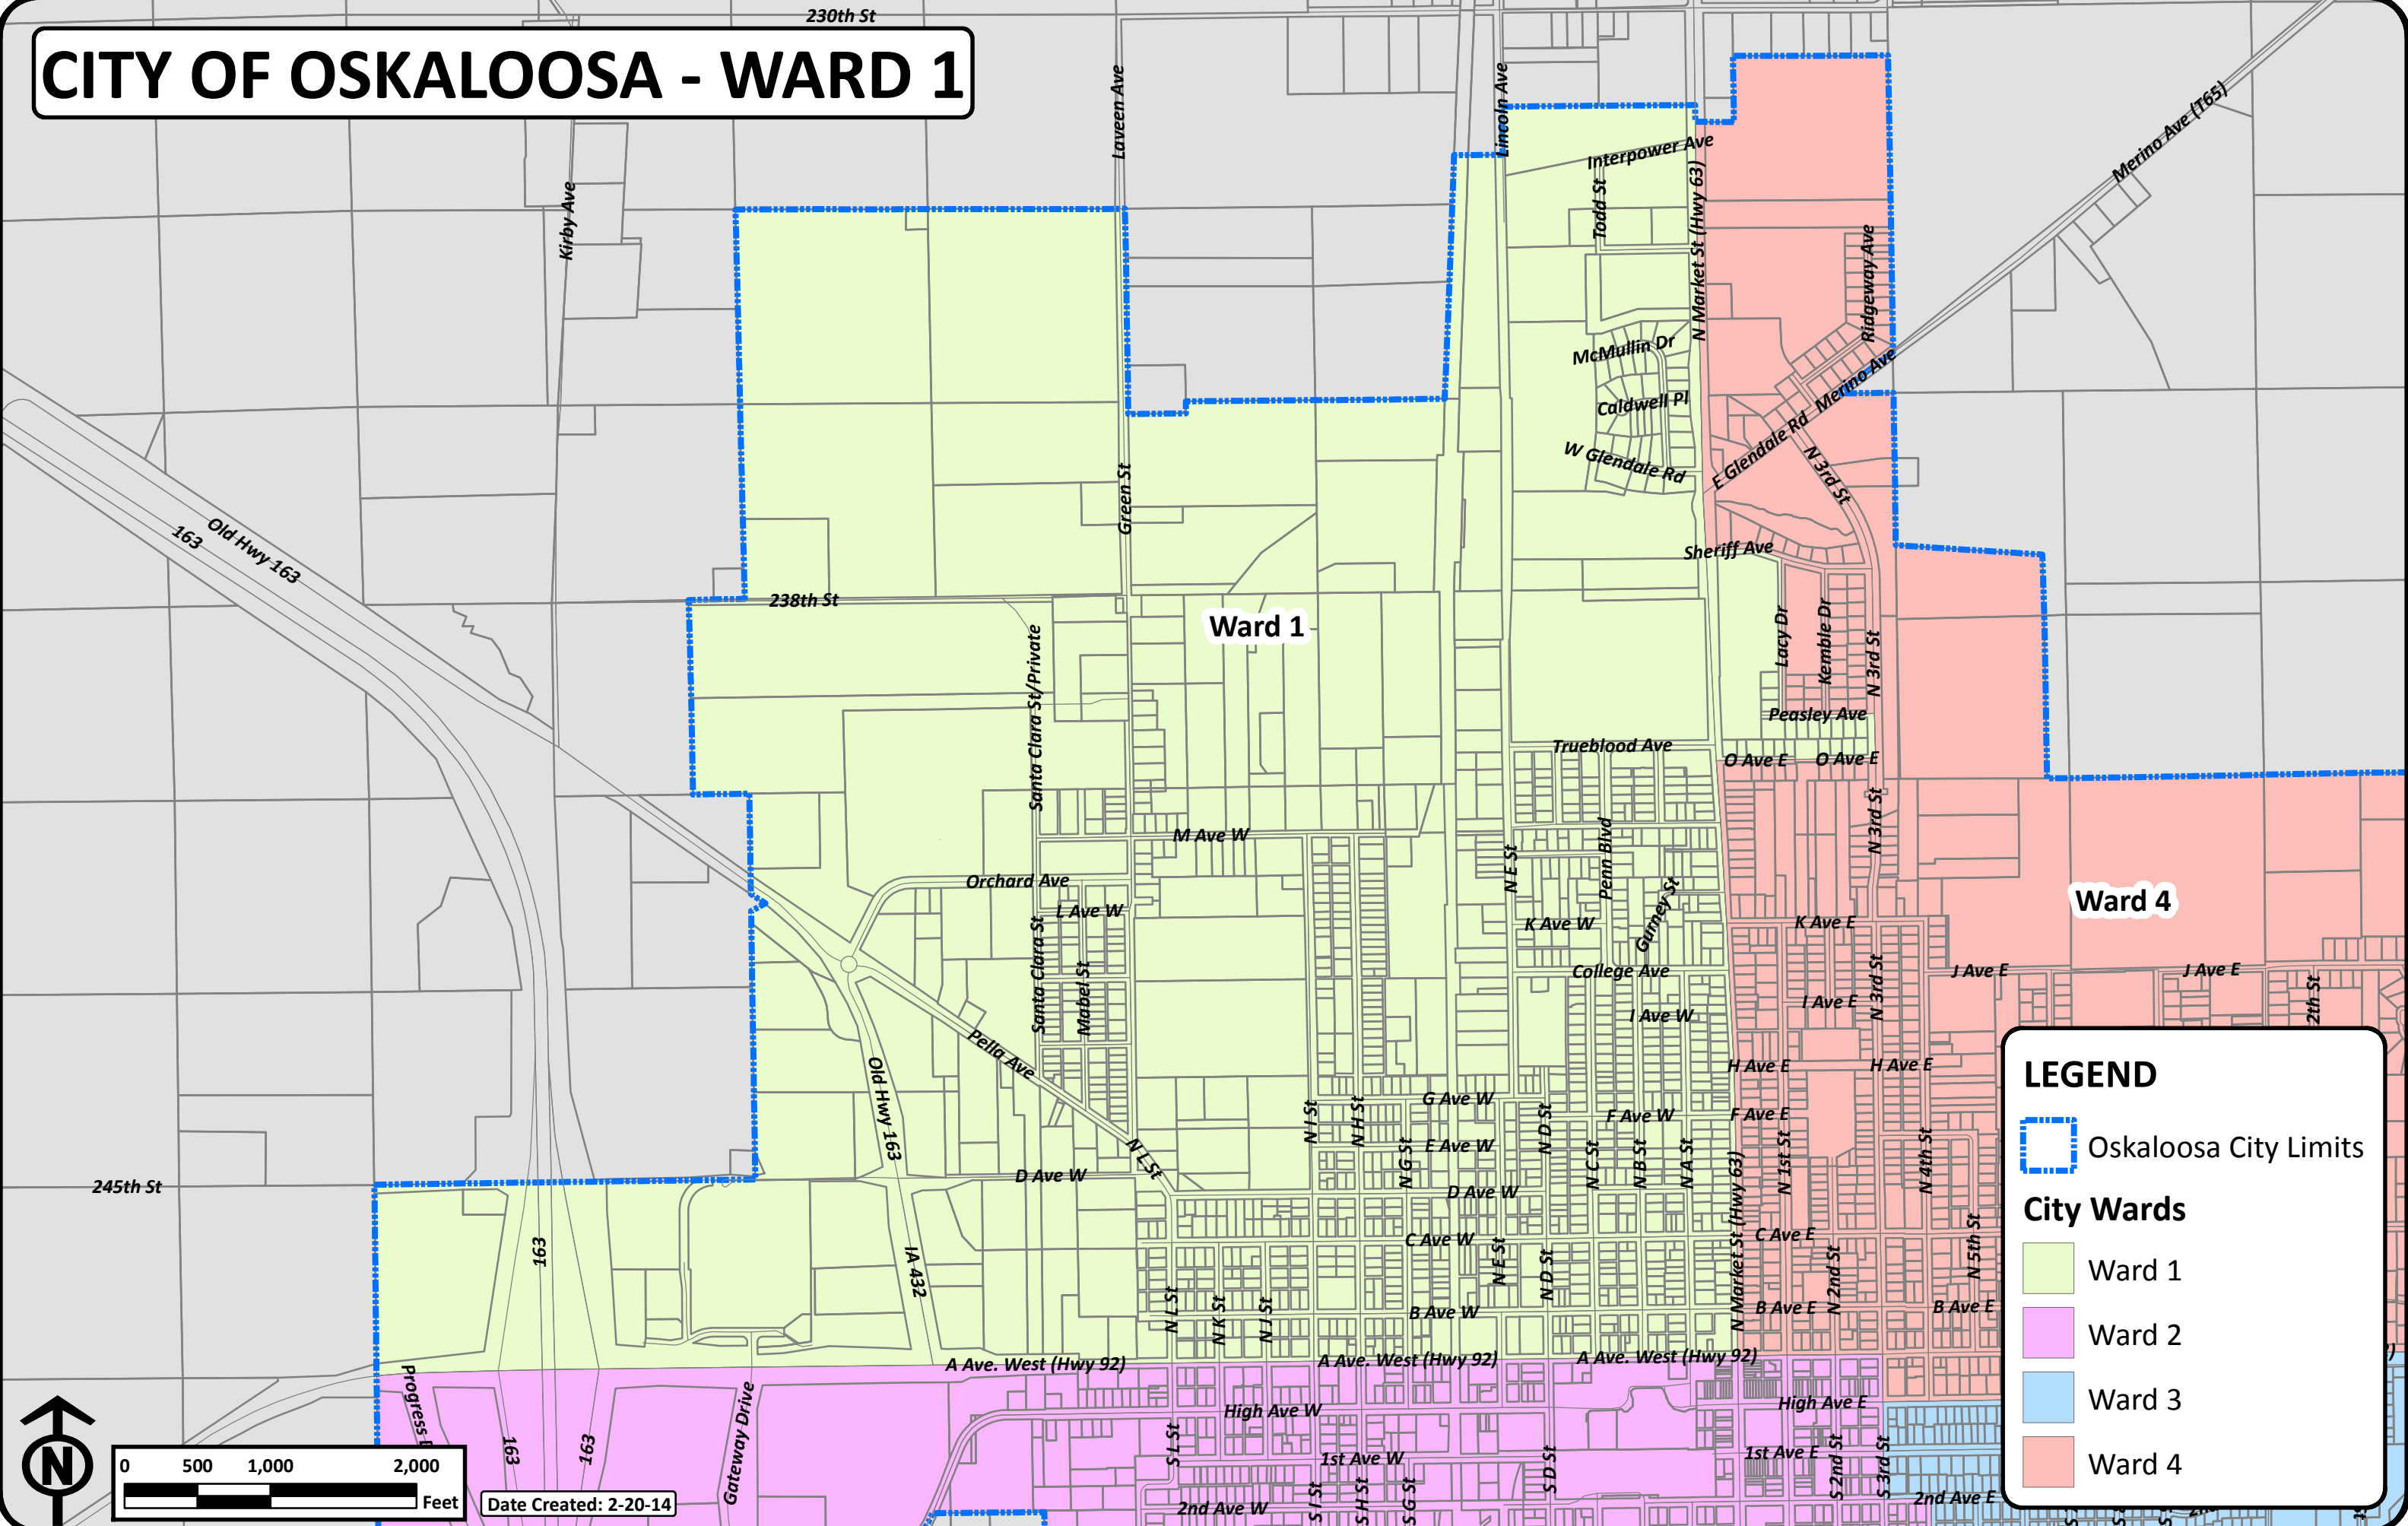 230th St
CITY OF OSKALOOSA - WARD 1
Laveen Ave
Lincoln Ave
Merino Ave (T65)
Interpower Ave
Kirby Ave
Todd St
N Market St (Hwy 63)
Ridgeway Ave
McMullin Dr
Merino Ave
Caldwell Pl
W Glendale Rd
E Glendale Rd
N 3rd St
Green St
Old Hwy 163
163
Sheriff Ave
238th St
Ward 1
Lacy Dr
Kemble Dr
N 3rd St
Santa Clara St/Private
Peasley Ave
Trueblood Ave
O Ave E
O Ave E
M Ave W
N 3rd St
Penn Blvd
N E St
Orchard Ave
L Ave W
Gurney St
K Ave W
K Ave E
Ward 4
Santa Clara St
Mabel St
College Ave
N 3rd St
J Ave E
J Ave E
2th St
I Ave E
I Ave W
Pella Ave
Old Hwy 163
H Ave E
H Ave E
G Ave W
N I St
N H St
N D St
F Ave W
F Ave E
E Ave W
N G St
N C St
N B St
N A St
N 1st St
N 4th St
N L St
D Ave W
D Ave W
245th St
N Market St (Hwy 63)
C Ave W
C Ave E
N E St
N D St
N 2nd St
N 5th St
163
IA 432
N L St
N K St
N J St
B Ave W
B Ave E
B Ave E
A Ave. West (Hwy 92)
A Ave. West (Hwy 92)
A Ave. West (Hwy 92)
Progress
Gateway Drive
High Ave W
High Ave E
163
163
S L St
1st Ave W
1st Ave E
S D St
S 2nd St
S 3rd St
S I St
S H St
S G St
2nd Ave W
2nd Ave E
LEGEND
Oskaloosa City Limits
City Wards
Ward 1
Ward 2
Ward 3
Ward 4
N
0 500 1,000 2,000
Feet
Date Created: 2-20-14